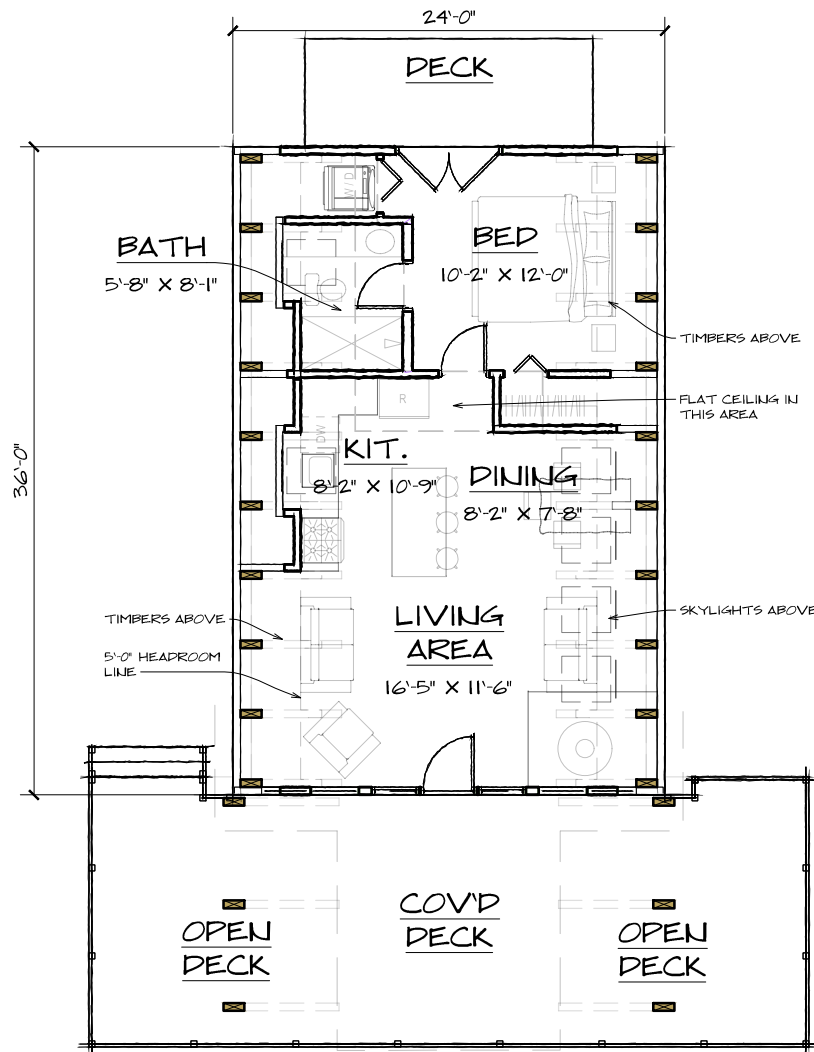 24'-0"
DECK
W/D
BATH
5'-8" X 8'-1"
BED
10'-2" X 12'-0"
TIMBERS ABOVE
FLAT CEILING IN
THIS AREA
R
DW
KIT.
8'-2" X 10'-9"
DINING
8'-2" X 7'-8"
36'-0"
TIMBERS ABOVE
5'-0" HEADROOM
LINE
LIVING
AREA
16'-5" X 11'-6"
SKYLIGHTS ABOVE
OPEN
DECK
COV'D
DECK
OPEN
DECK